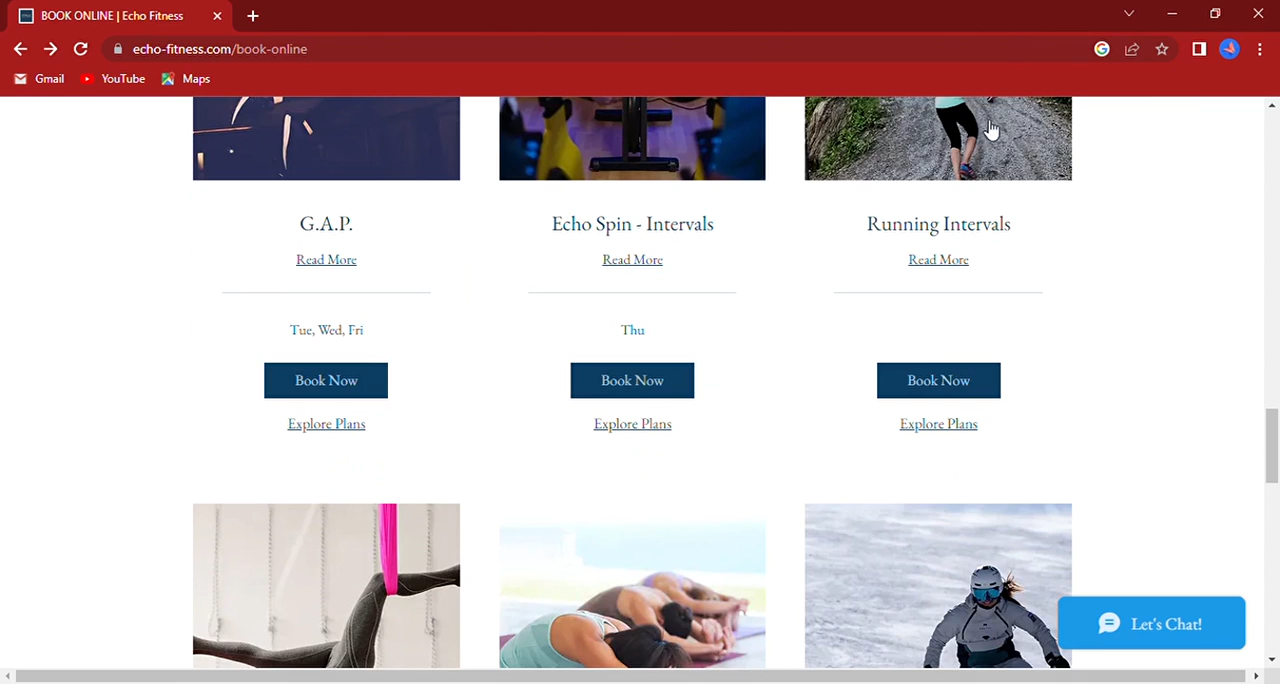 BOOK ONLINE | Echo Fitness
echo-fitness.com/book-online
Gmail YouTube Maps
G.A.P. Echo Spin - Intervals Running Intervals
Read More Read More Read More
Tue, Wed, Fri Thu
Book Now Book Now Book Now
Explore Plans Explore Plans Explore Plans
Let's Chat!